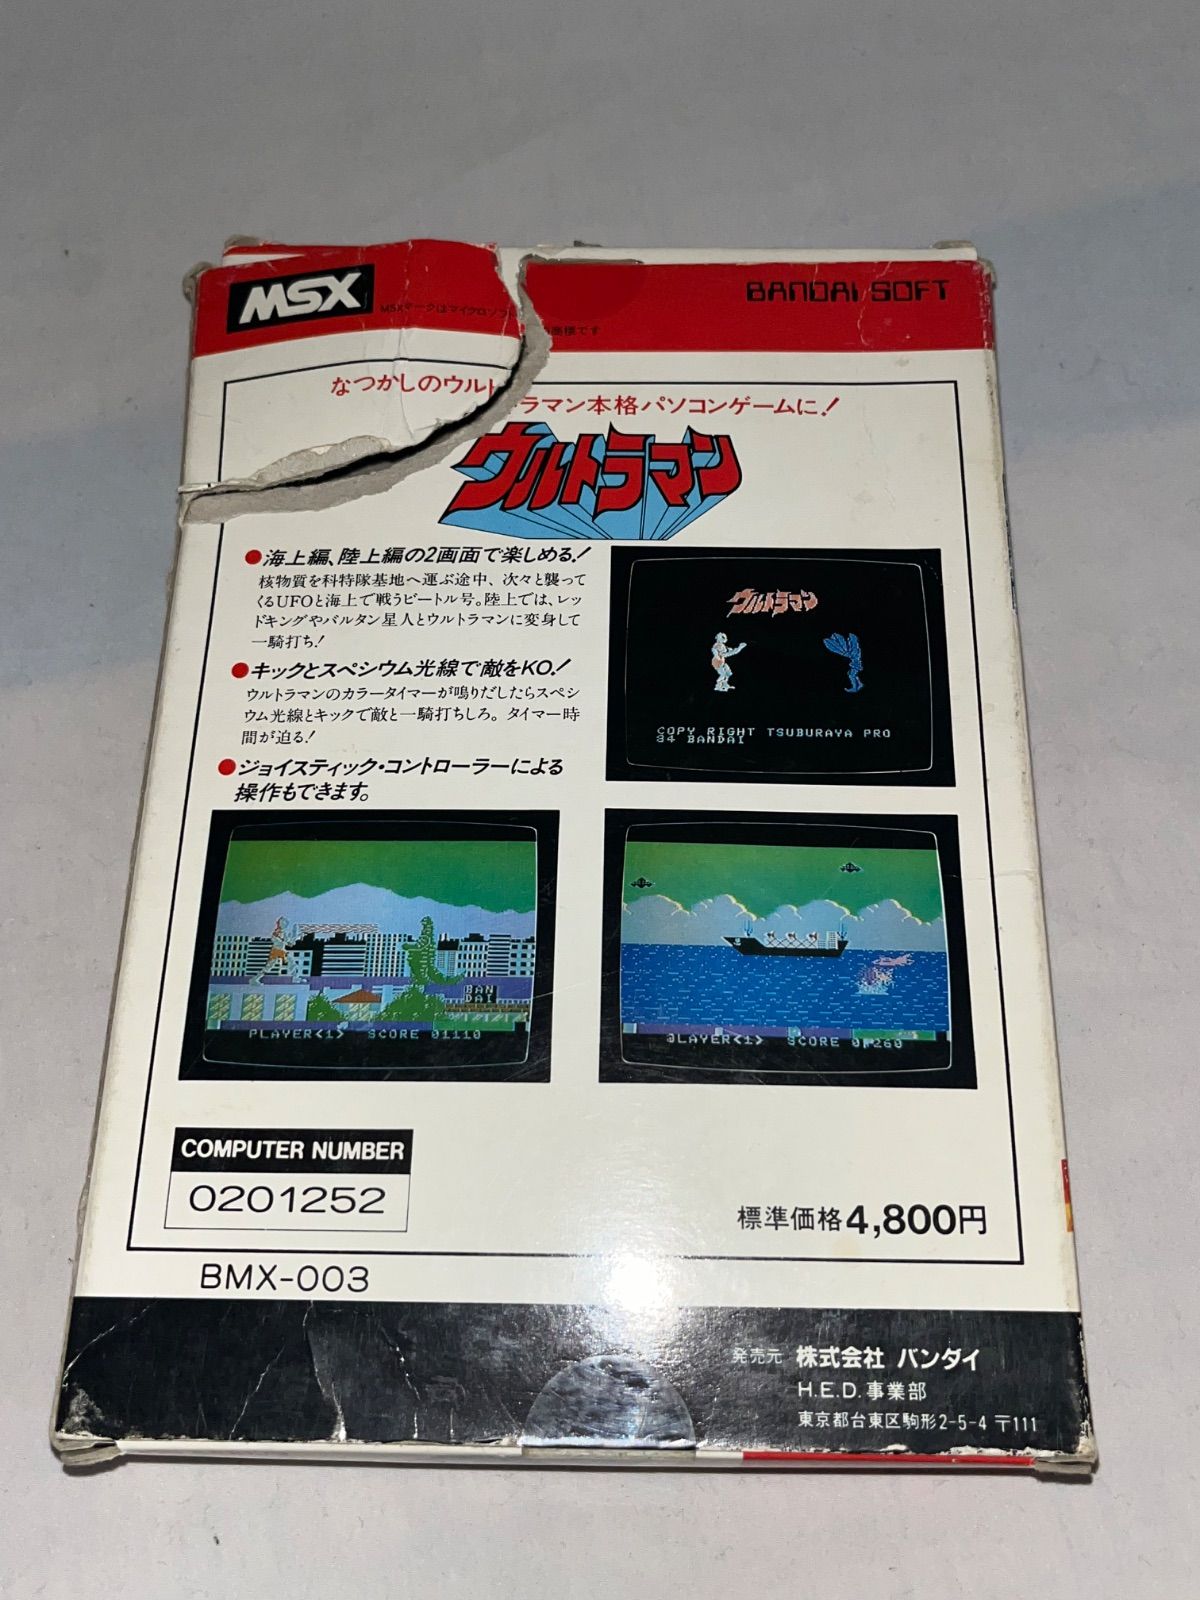 MSX
MSXマークはマイクロソフ
の商標です
BANDAI SOFT
なつかしのウルト
ラマン本格パソコンゲームに!
ウルトラマン
●海上編、陸上編の2画面で楽しめる!
核物質を科特隊基地へ運ぶ途中、次々と襲って
くるUFOと海上で戦うビートル号。陸上では、レッ
ドキングやバルタン星人とウルトラマンに変身して
一騎打ち!
●キックとスペシウム光線で敵をKO!
ウルトラマンのカラータイマーが鳴りだしたらスペシ
ウム光線とキックで敵と一騎打ちしろ。タイマー時
間が迫る!
●ジョイスティック・コントローラーによる
操作もできます。
ウルトラマン
COPY RIGHT TSUBURAYA PRO
84 BANDAI
BAN
DAI
PLAYER<1> SCORE 01110
PLAYER<1> SCORE
COMPUTER NUMBER
0201252
標準価格4,800円
BMX-003
発売元 株式会社 バンダイ
H.E.D.事業部
東京都台東区駒形2-5-4 〒111